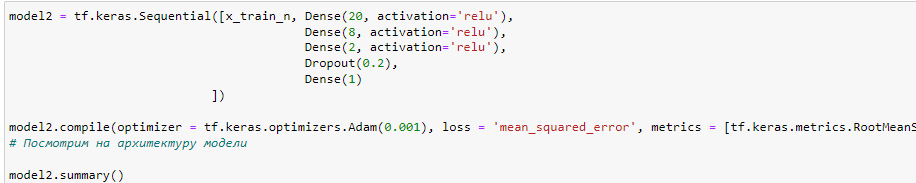 model2 = tf.keras.Sequential([x_train_n, Dense(20, activation='relu'),
Dense(8, activation='relu'),
Dense(2, activation='relu'),
Dropout(0.2),
Dense(1)
])
model2.compile(optimizer = tf.keras.optimizers.Adam(0.001), loss = 'mean_squared_error', metrics = [tf.keras.metrics.RootMeanS
# Посмотрим на архитектуру модели
model2.summary()